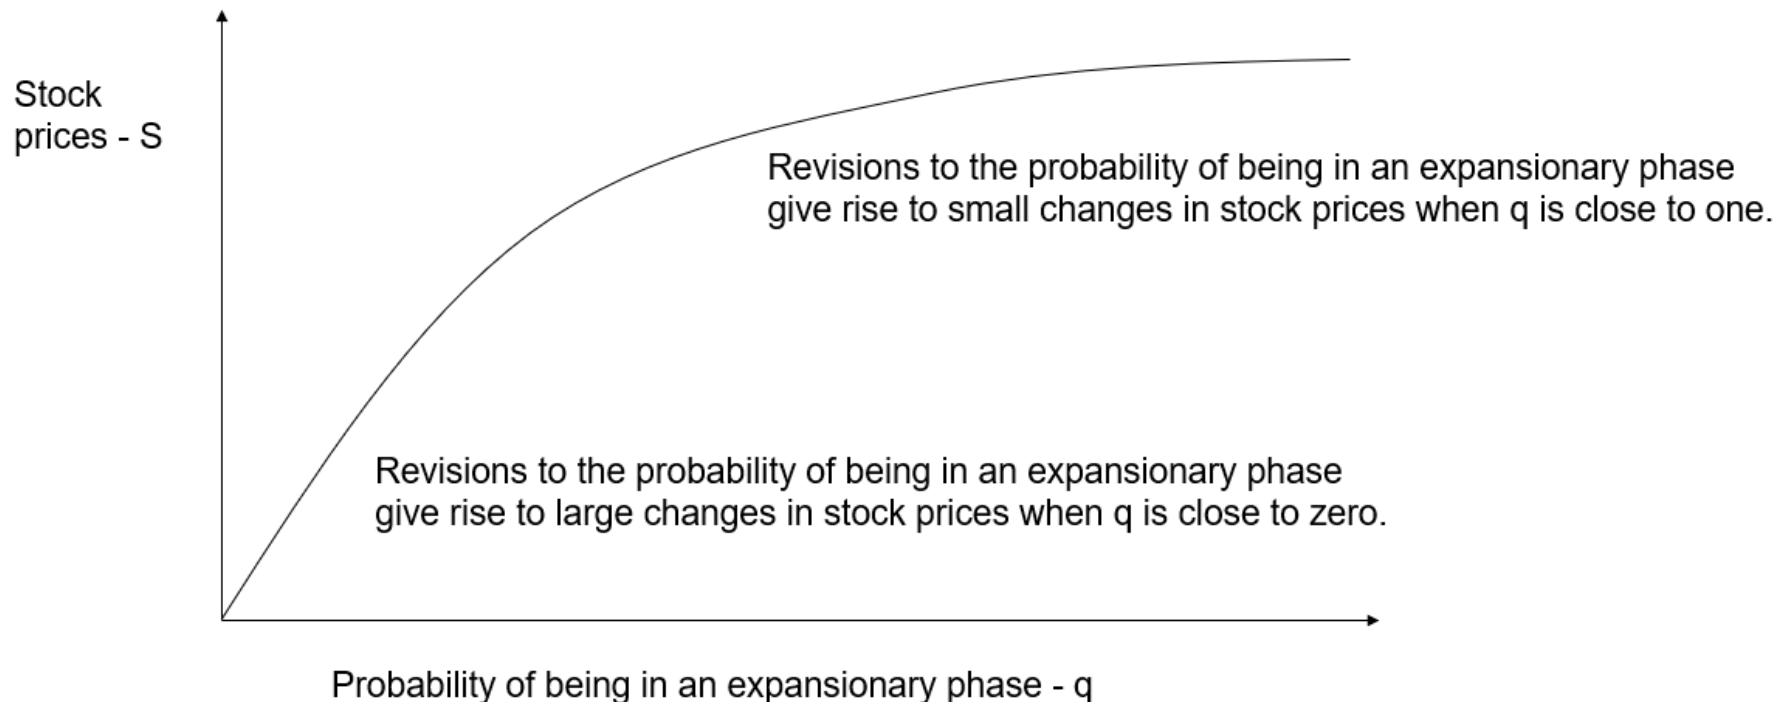 Stock
prices - S
Revisions to the probability of being in an expansionary phase
give rise to small changes in stock prices when q is close to one.
Revisions to the probability of being in an expansionary phase
give rise to large changes in stock prices when q is close to zero.
Probability of being in an expansionary phase - q